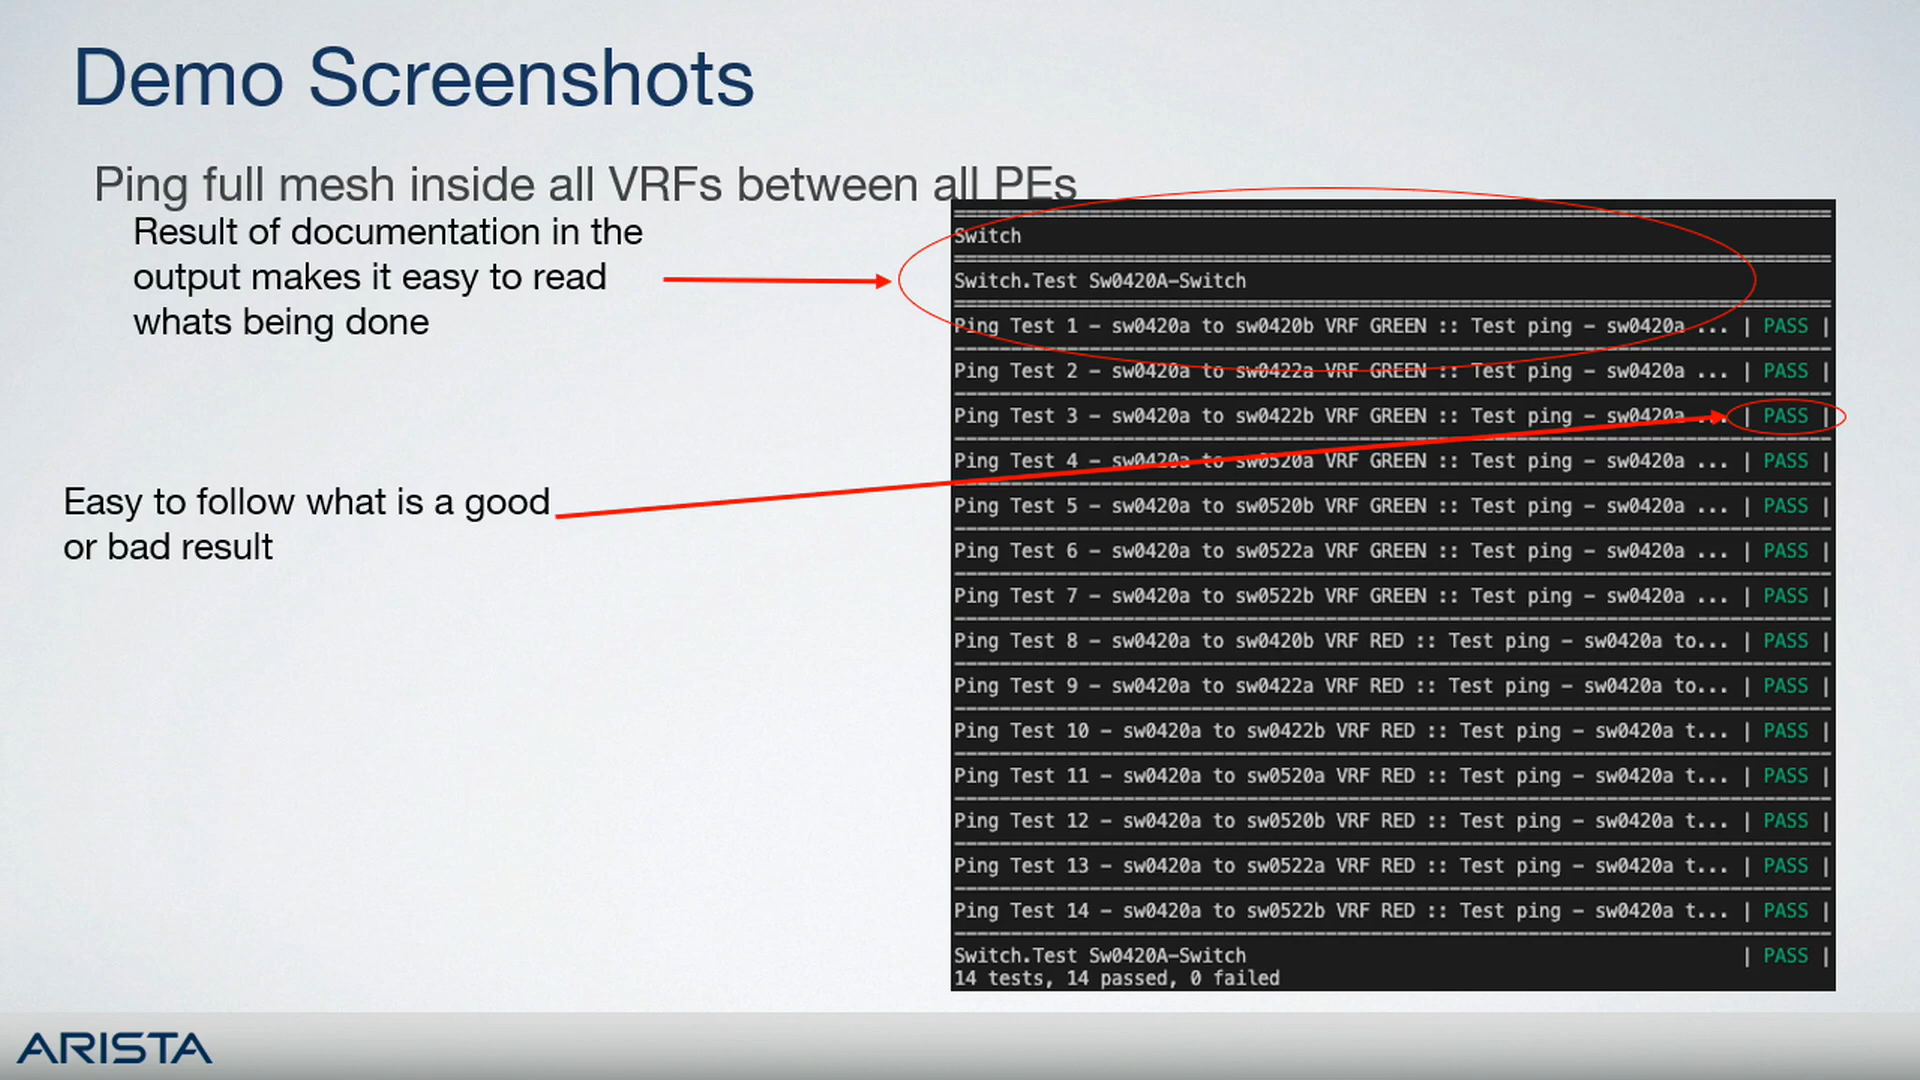 Demo Screenshots
Ping full mesh inside all VRFs between all PEs
Result of documentation in the
output makes it easy to read
whats being done
Easy to follow what is a good
or bad result
Switch
Switch.Test Sw0420A-Switch
Ping Test 1 - sw0420a to sw0420b VRF GREEN :: Test ping - sw0420a ... | PASS |
Ping Test 2 - sw0420a to sw0422a VRF GREEN :: Test ping - sw0420a ... | PASS |
Ping Test 3 - sw0420a to sw0422b VRF GREEN :: Test ping - sw0420a ... | PASS |
Ping Test 4 - sw0420a to sw0520a VRF GREEN :: Test ping - sw0420a ... | PASS |
Ping Test 5 - sw0420a to sw0520b VRF GREEN :: Test ping - sw0420a ... | PASS |
Ping Test 6 - sw0420a to sw0522a VRF GREEN :: Test ping - sw0420a ... | PASS |
Ping Test 7 - sw0420a to sw0522b VRF GREEN :: Test ping - sw0420a ... | PASS |
Ping Test 8 - sw0420a to sw0420b VRF RED :: Test ping - sw0420a to... | PASS |
Ping Test 9 - sw0420a to sw0422a VRF RED :: Test ping - sw0420a to... | PASS |
Ping Test 10 - sw0420a to sw0422b VRF RED :: Test ping - sw0420a t... | PASS |
Ping Test 11 - sw0420a to sw0520a VRF RED :: Test ping - sw0420a t... | PASS |
Ping Test 12 - sw0420a to sw0520b VRF RED :: Test ping - sw0420a t... | PASS |
Ping Test 13 - sw0420a to sw0522a VRF RED :: Test ping - sw0420a t... | PASS |
Ping Test 14 - sw0420a to sw0522b VRF RED :: Test ping - sw0420a t... | PASS |
Switch.Test Sw0420A-Switch | PASS |
14 tests, 14 passed, 0 failed
ARISTA